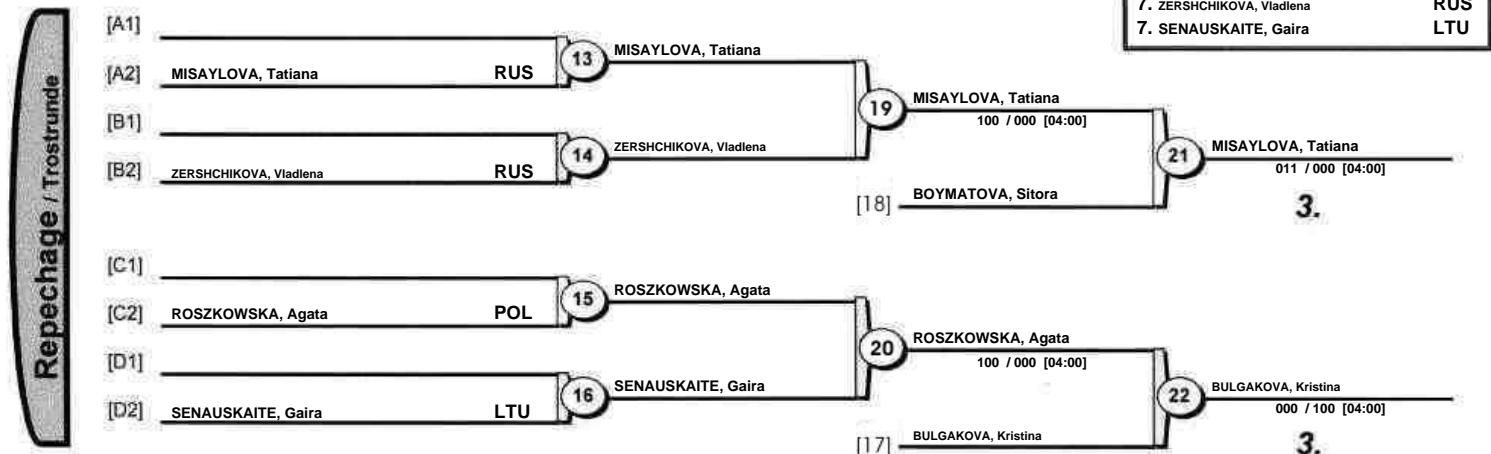 7. ZERSHCHIKOVA, Vladlena RUS
7. SENAUSKAITE, Gaira LTU
Repechage / Trostrunde
[A1]
[A2] MISAYLOVA, Tatiana RUS
13
MISAYLOVA, Tatiana
[B1]
[B2] ZERSHCHIKOVA, Vladlena RUS
14
ZERSHCHIKOVA, Vladlena
19
MISAYLOVA, Tatiana
100 / 000 [04:00]
[18] BOYMATOVA, Sitora
21
MISAYLOVA, Tatiana
011 / 000 [04:00]
3.
[C1]
[C2] ROSZKOWSKA, Agata POL
15
ROSZKOWSKA, Agata
[D1]
[D2] SENAUSKAITE, Gaira LTU
16
SENAUSKAITE, Gaira
20
ROSZKOWSKA, Agata
100 / 000 [04:00]
[17] BULGAKOVA, Kristina
22
BULGAKOVA, Kristina
000 / 100 [04:00]
3.